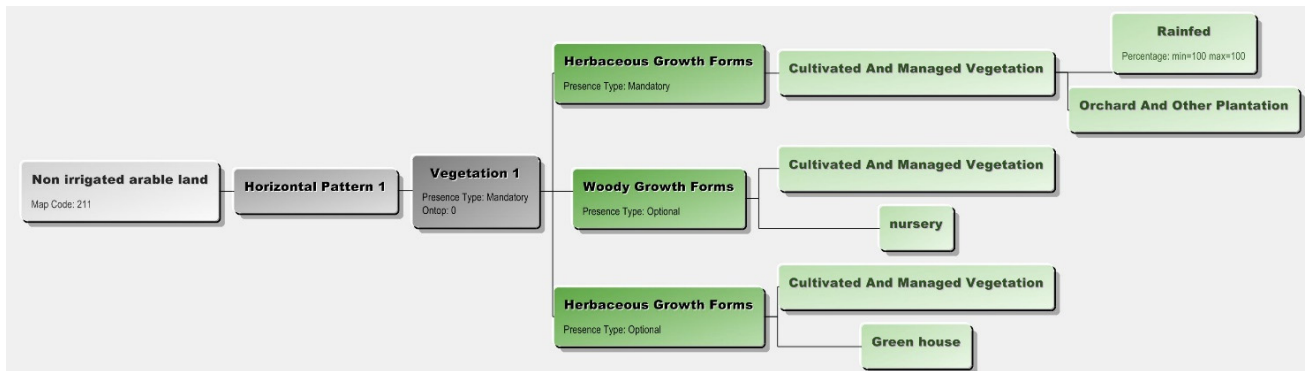 Non irrigated arable land
Map Code: 211
Horizontal Pattern 1
Vegetation 1
Presence Type: Mandatory
Ontop: 0
Herbaceous Growth Forms
Presence Type: Mandatory
Cultivated And Managed Vegetation
Rainfed
Percentage: min=100 max=100
Orchard And Other Plantation
Woody Growth Forms
Presence Type: Optional
Cultivated And Managed Vegetation
nursery
Herbaceous Growth Forms
Presence Type: Optional
Cultivated And Managed Vegetation
Green house